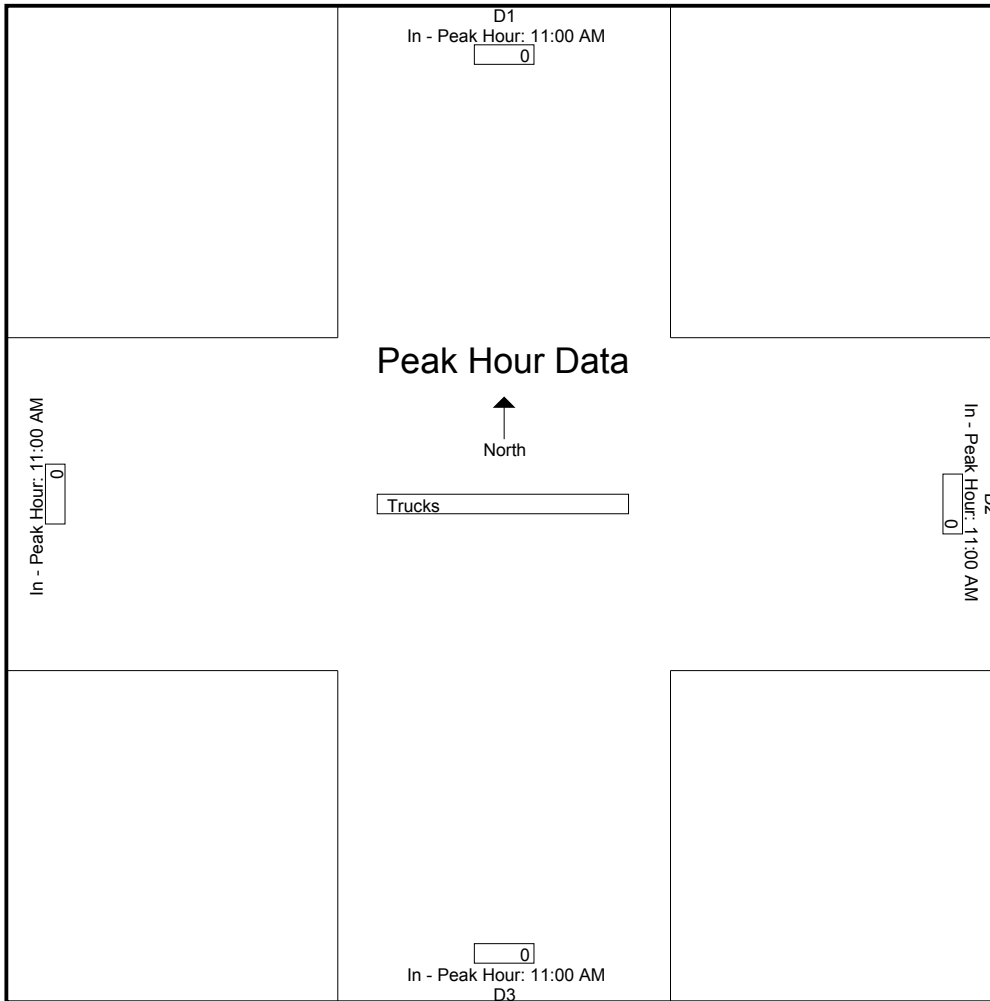 D1
In - Peak Hour: 11:00 AM
0
Peak Hour Data
North
Trucks
In - Peak Hour: 11:00 AM
0
In - Peak Hour: 11:00 AM
0
0
In - Peak Hour: 11:00 AM
D3